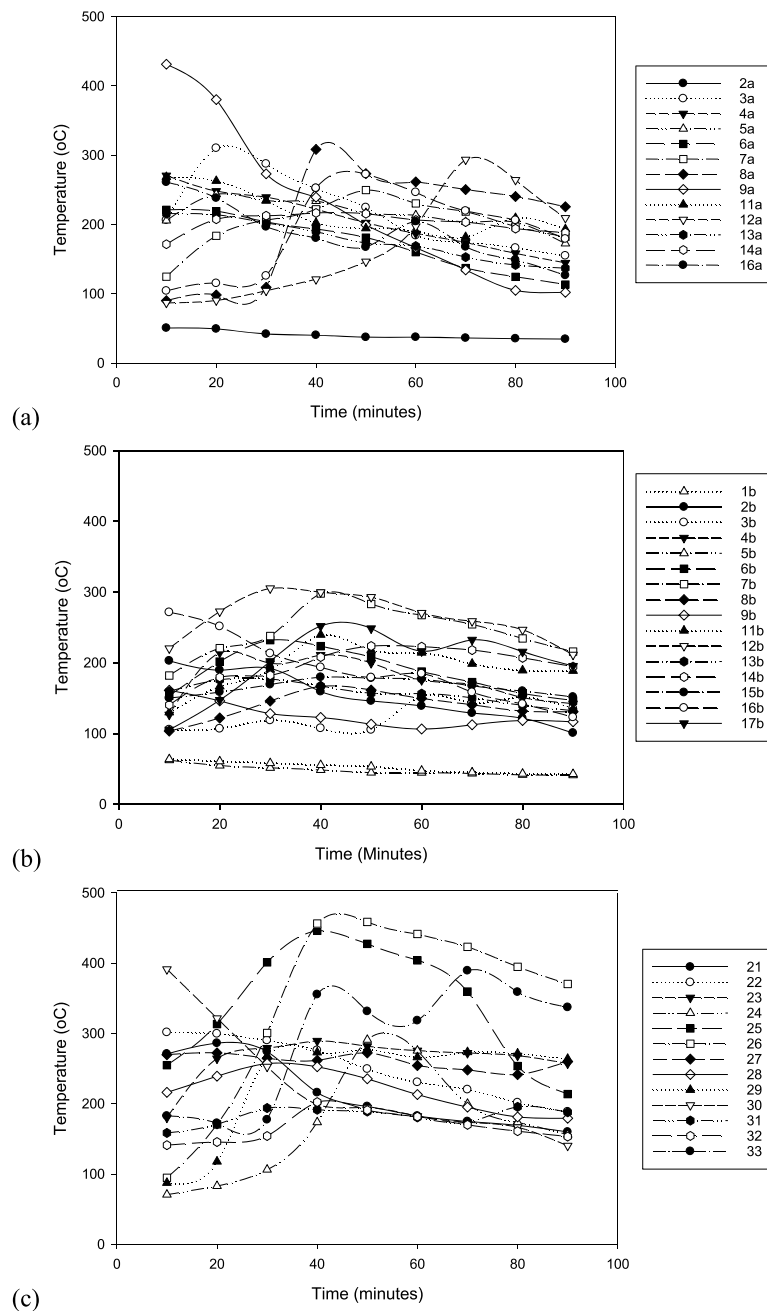 500
400
300
200
100
0
Temperature (oC)
0 20 40 60 80 100
Time (minutes)
2a
3a
4a
5a
6a
7a
8a
9a
11a
12a
13a
14a
16a
(a)
500
400
300
200
100
0
Temperature (oC)
0 20 40 60 80 100
Time (Minutes)
1b
2b
3b
4b
5b
6b
7b
8b
9b
11b
12b
13b
14b
15b
16b
17b
(b)
500
400
300
200
100
0
Temperature (oC)
0 20 40 60 80 100
Time (minutes)
21
22
23
24
25
26
27
28
29
30
31
32
33
(c)